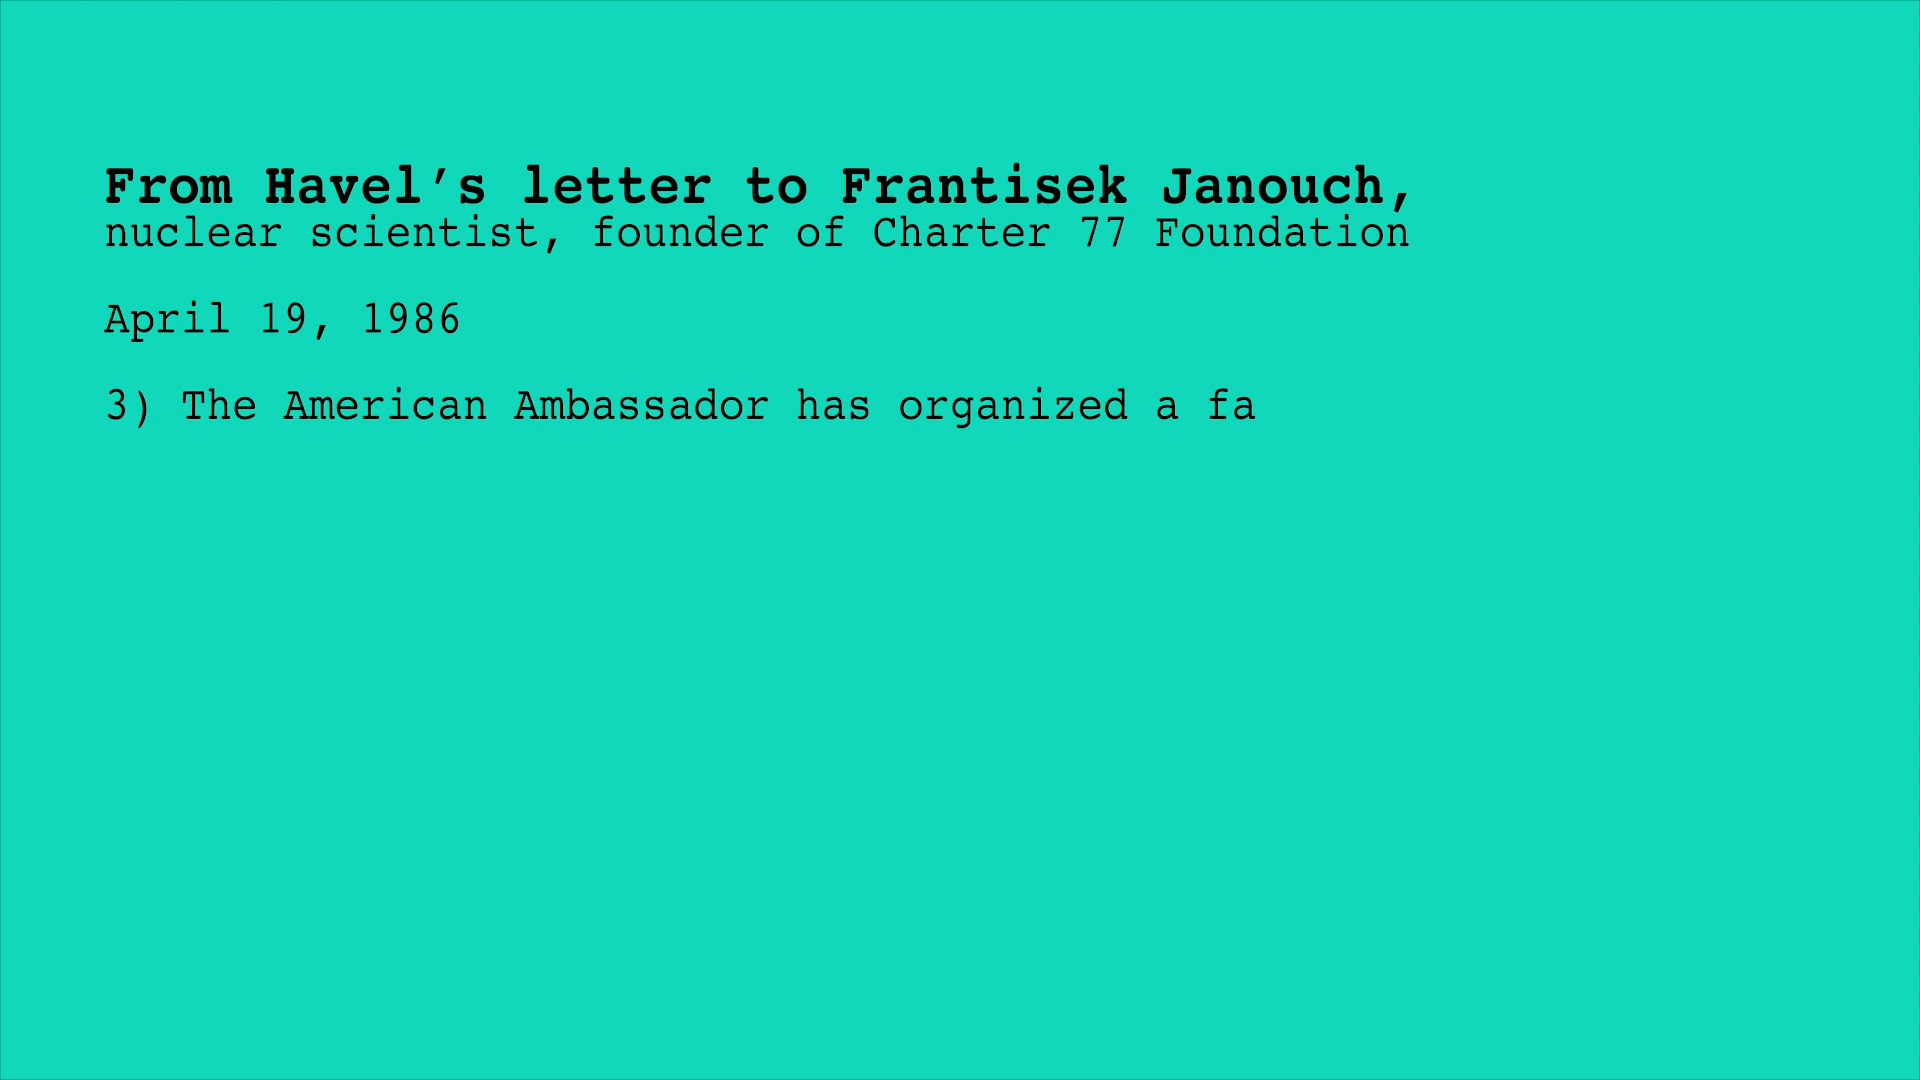 From Havel’s letter to Frantisek Janouch,
nuclear scientist, founder of Charter 77 Foundation
April 19, 1986
3) The American Ambassador has organized a fa